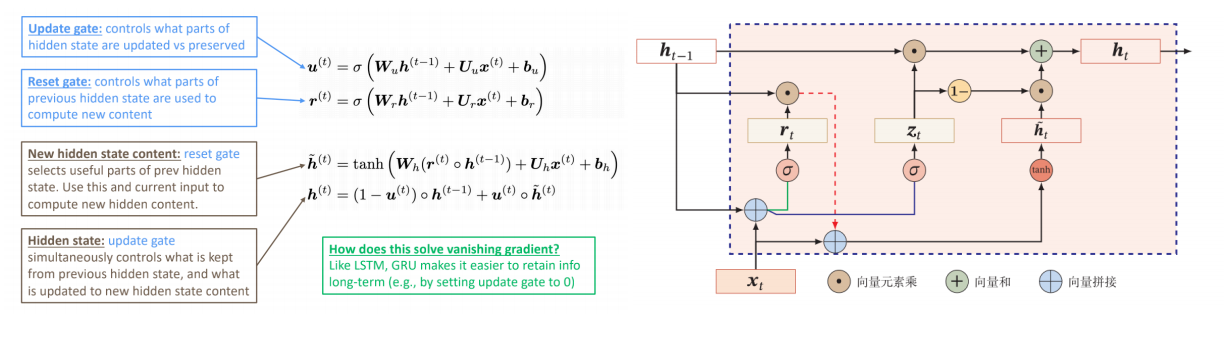 Update gate: controls what parts of
hidden state are updated vs preserved
Reset gate: controls what parts of
previous hidden state are used to
compute new content
New hidden state content: reset gate
selects useful parts of prev hidden
state. Use this and current input to
compute new hidden content.
Hidden state: update gate
simultaneously controls what is kept
from previous hidden state, and what
is updated to new hidden state content
u^(t) = σ (W_u h^(t−1) + U_u x^(t) + b_u)
r^(t) = σ (W_r h^(t−1) + U_r x^(t) + b_r)
h̃^(t) = tanh (W_h(r^(t) ∘ h^(t−1)) + U_h x^(t) + b_h)
h^(t) = (1 − u^(t)) ∘ h^(t−1) + u^(t) ∘ h̃^(t)
How does this solve vanishing gradient?
Like LSTM, GRU makes it easier to retain info
long-term (e.g., by setting update gate to 0)
h_{t−1}
h_t
1−
r_t
z_t
h̃_t
σ
σ
tanh
x_t
向量元素乘
向量和
向量拼接